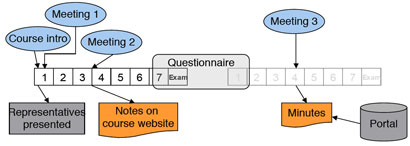 Meeting 1
Course intro
Meeting 2
Meeting 3
Questionnaire
1 2 3 4 5 6 7 Exam
1 2 3 4 5 6 7 Exam
Representatives
presented
Notes on
course website
Minutes
Portal